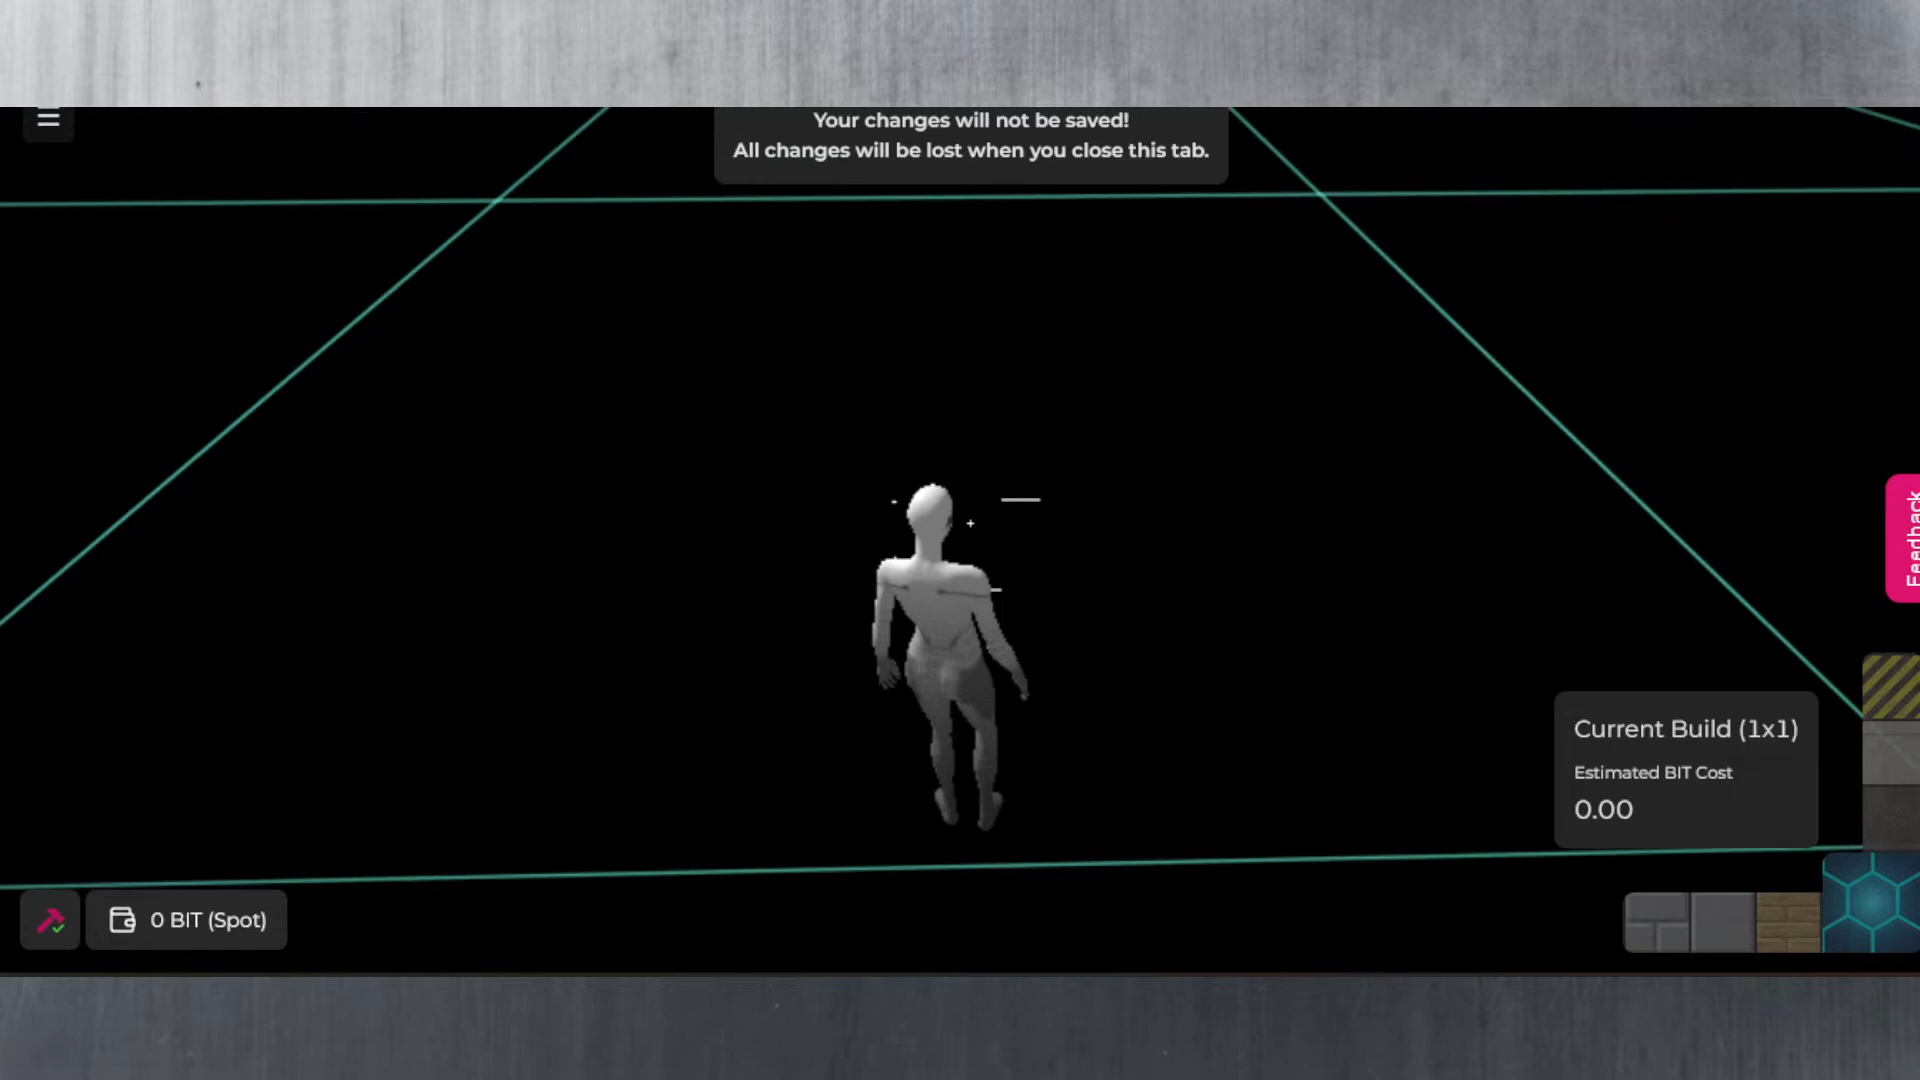 Your changes will not be saved!
All changes will be lost when you close this tab.
Feedback
Current Build (1x1)
Estimated BIT Cost
0.00
0 BIT (Spot)